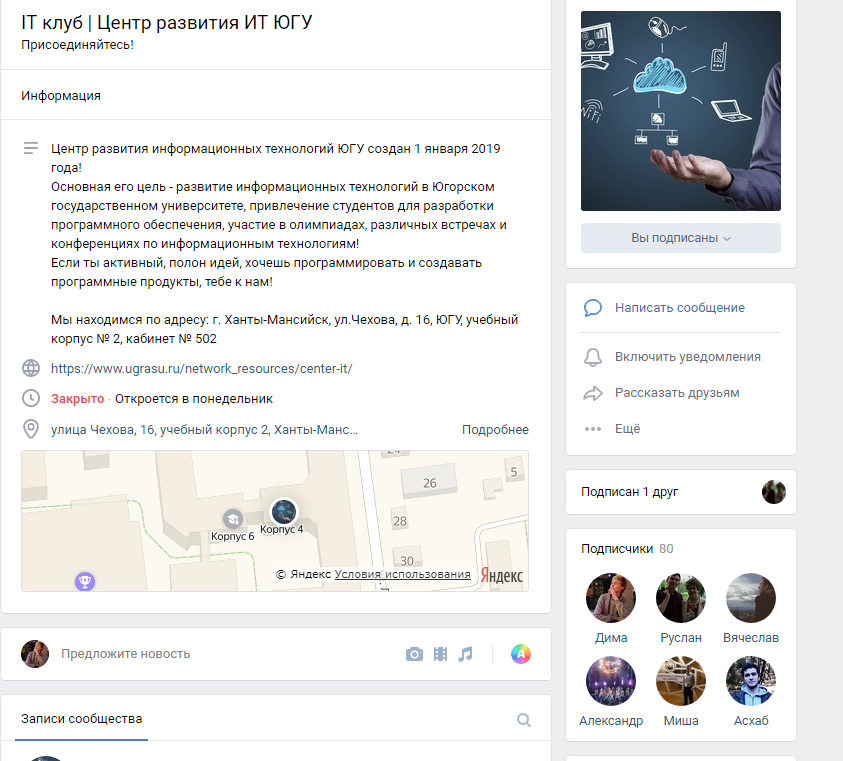 IT клуб | Центр развития ИТ ЮГУ
Присоединяйтесь!
Информация
Центр развития информационных технологий ЮГУ создан 1 января 2019
года!
Основная его цель - развитие информационных технологий в Югорском
государственном университете, привлечение студентов для разработки
программного обеспечения, участие в олимпиадах, различных встречах и
конференциях по информационным технологиям!
Если ты активный, полон идей, хочешь программировать и создавать
программные продукты, тебе к нам!
Мы находимся по адресу: г. Ханты-Мансийск, ул.Чехова, д. 16, ЮГУ, учебный
корпус № 2, кабинет № 502
https://www.ugrasu.ru/network_resources/center-it/
Закрыто · Откроется в понедельник
улица Чехова, 16, учебный корпус 2, Ханты-Манс...
Подробнее
24
5
26
28
Корпус 4
Корпус 6
30
© Яндекс Условия использования
Яндекс
Предложите новость
A
Записи сообщества
WiFi
Вы подписаны
Написать сообщение
Включить уведомления
Рассказать друзьям
Ещё
Подписан 1 друг
Подписчики 80
Дима Руслан Вячеслав
Александр Миша Асхаб